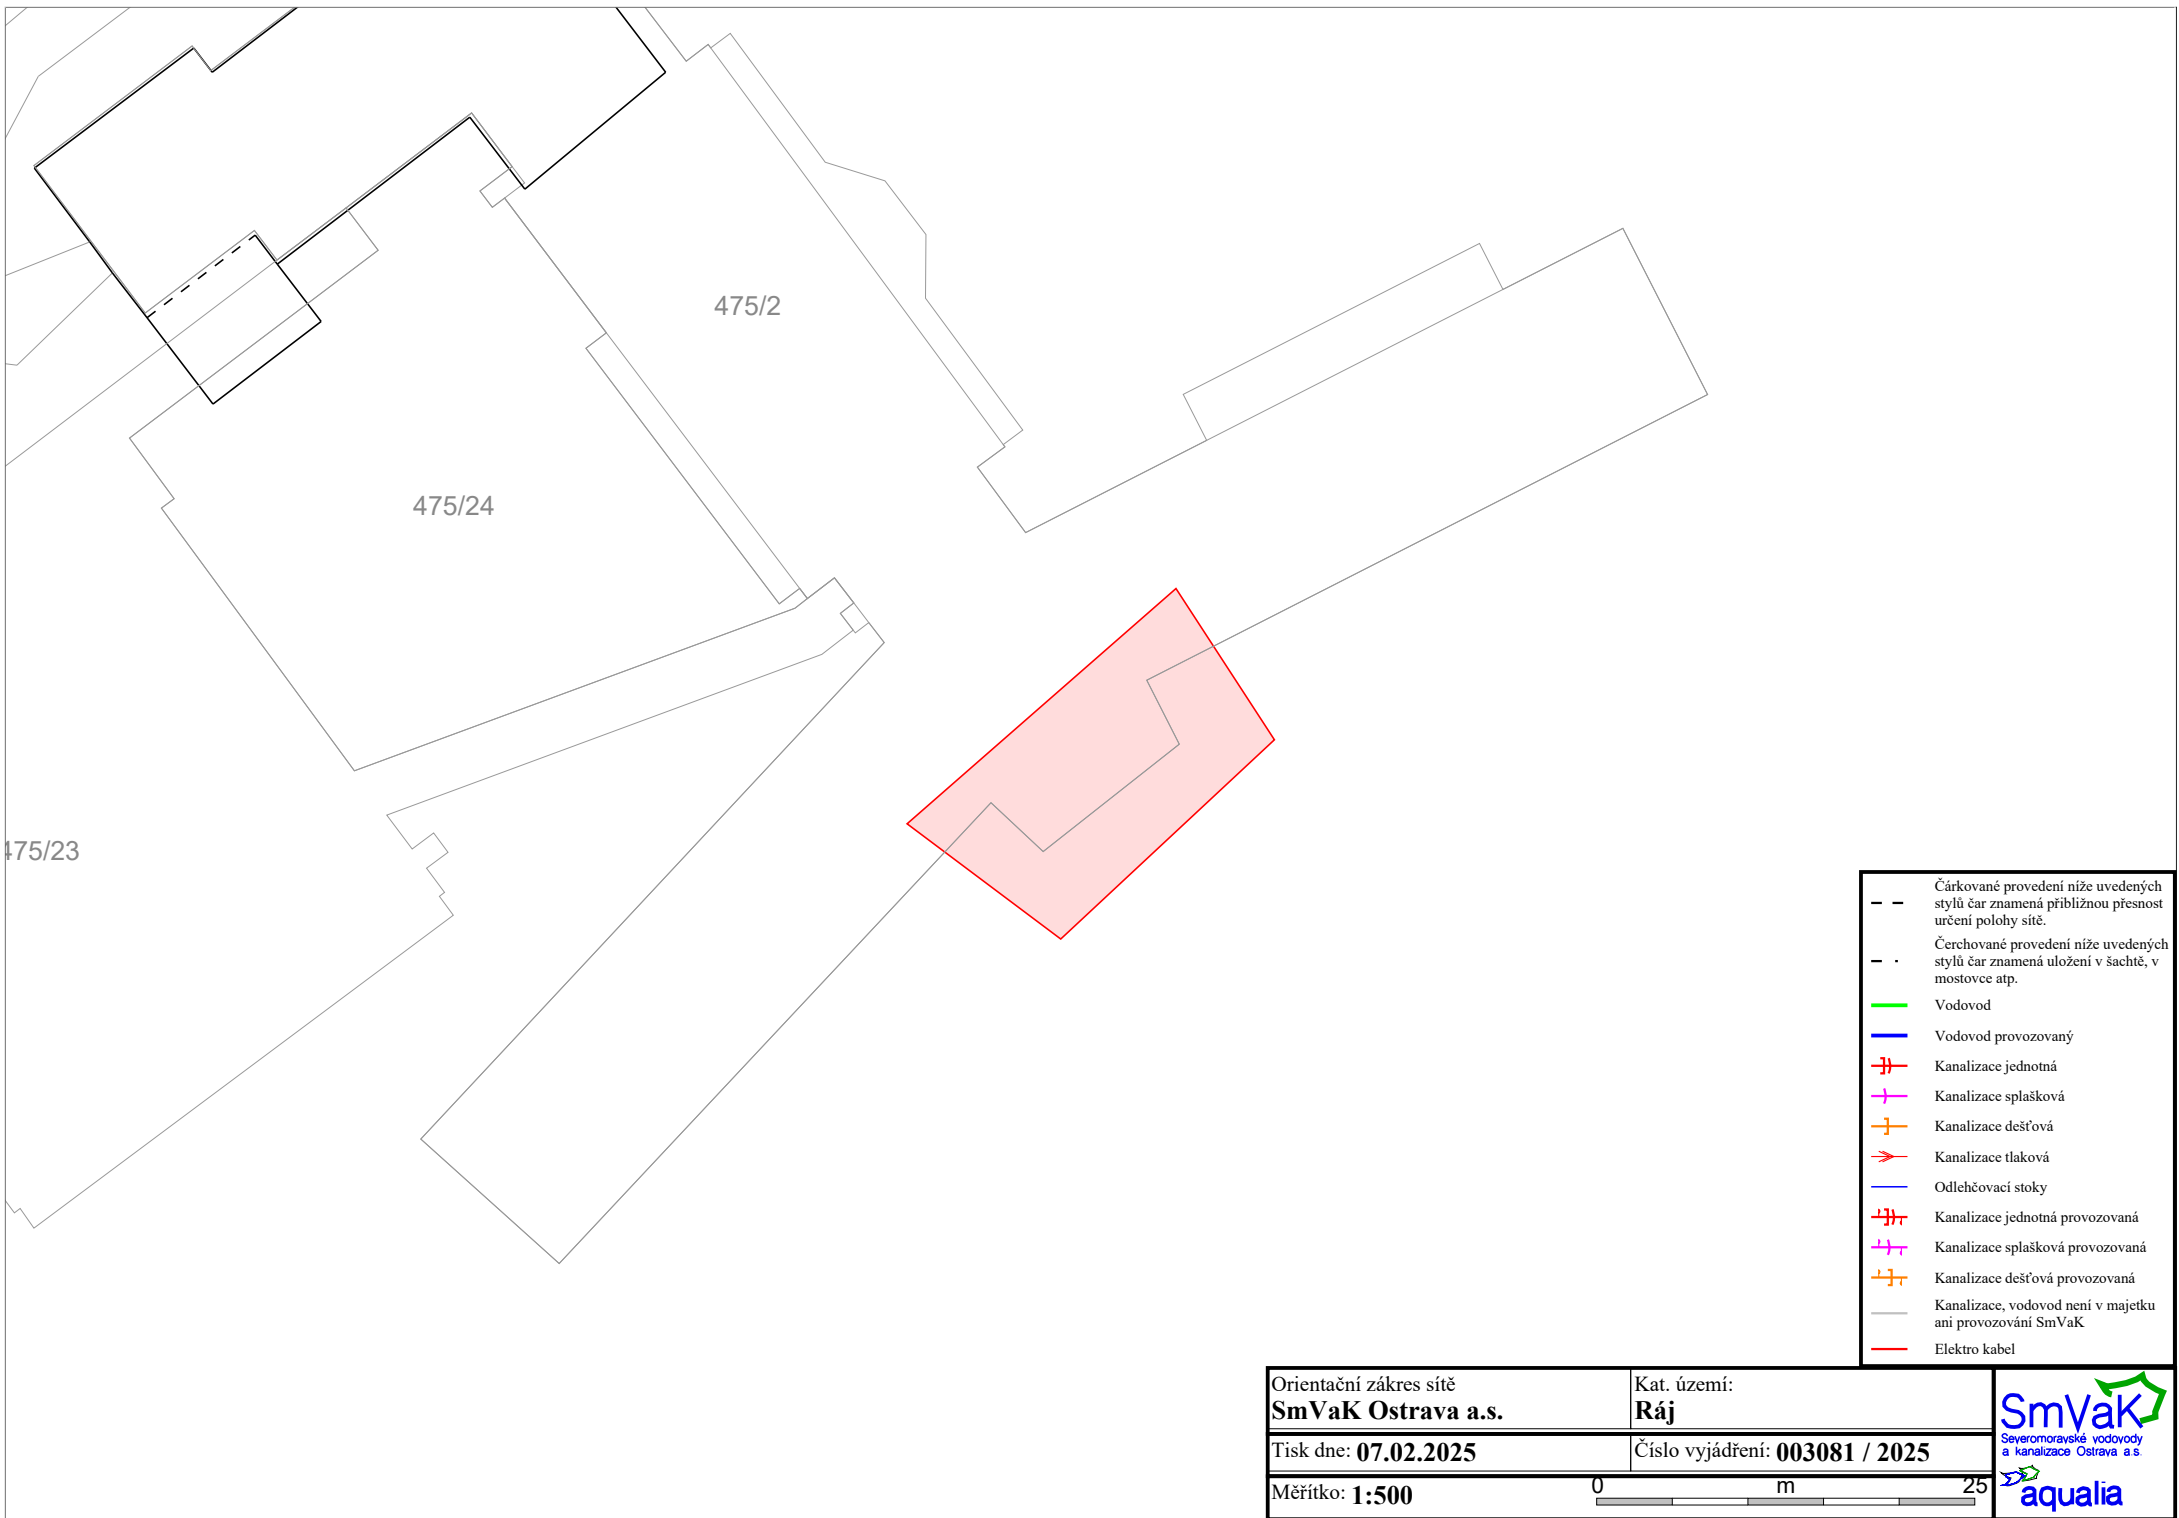 475/2
475/24
475/23
Čárkované provedení níže uvedených
stylů čar znamená přibližnou přesnost
určení polohy sítě.
Čerchované provedení níže uvedených
stylů čar znamená uložení v šachtě, v
mostovce atp.
Vodovod
Vodovod provozovaný
Kanalizace jednotná
Kanalizace splašková
Kanalizace dešťová
Kanalizace tlaková
Odlehčovací stoky
Kanalizace jednotná provozovaná
Kanalizace splašková provozovaná
Kanalizace dešťová provozovaná
Kanalizace, vodovod není v majetku
ani provozování SmVaK
Elektro kabel
Orientační zákres sítě
SmVaK Ostrava a.s.
Kat. území:
Ráj
Tisk dne: 07.02.2025
Číslo vyjádření: 003081 / 2025
Měřítko: 1:500
0 m 25
SmVaK
Severomoravské vodovody
a kanalizace Ostrava a.s.
aqualia